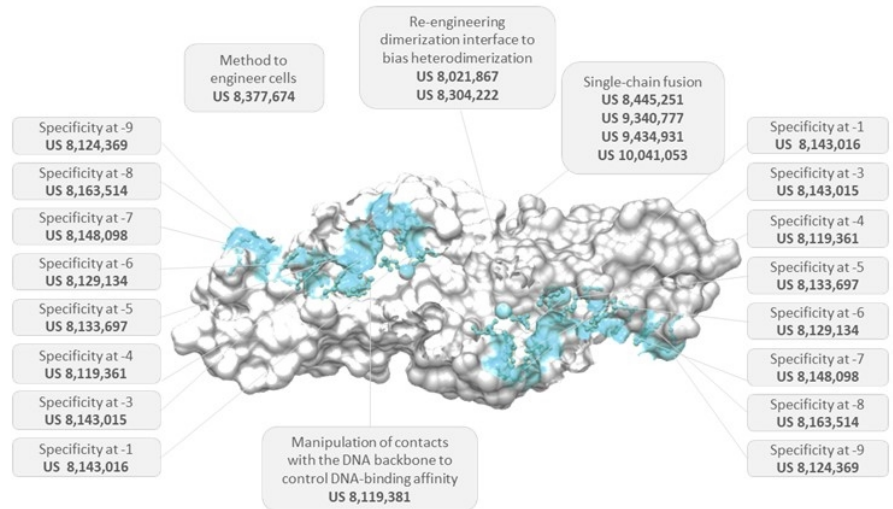 Method to
engineer cells
US 8,377,674
Re-engineering
dimerization interface to
bias heterodimerization
US 8,021,867
US 8,304,222
Single-chain fusion
US 8,445,251
US 9,340,777
US 9,434,931
US 10,041,053
Specificity at -9
US 8,124,369
Specificity at -8
US 8,163,514
Specificity at -7
US 8,148,098
Specificity at -6
US 8,129,134
Specificity at -5
US 8,133,697
Specificity at -4
US 8,119,361
Specificity at -3
US 8,143,015
Specificity at -1
US 8,143,016
Manipulation of contacts
with the DNA backbone to
control DNA-binding affinity
US 8,119,381
Specificity at -1
US 8,143,016
Specificity at -3
US 8,143,015
Specificity at -4
US 8,119,361
Specificity at -5
US 8,133,697
Specificity at -6
US 8,129,134
Specificity at -7
US 8,148,098
Specificity at -8
US 8,163,514
Specificity at -9
US 8,124,369